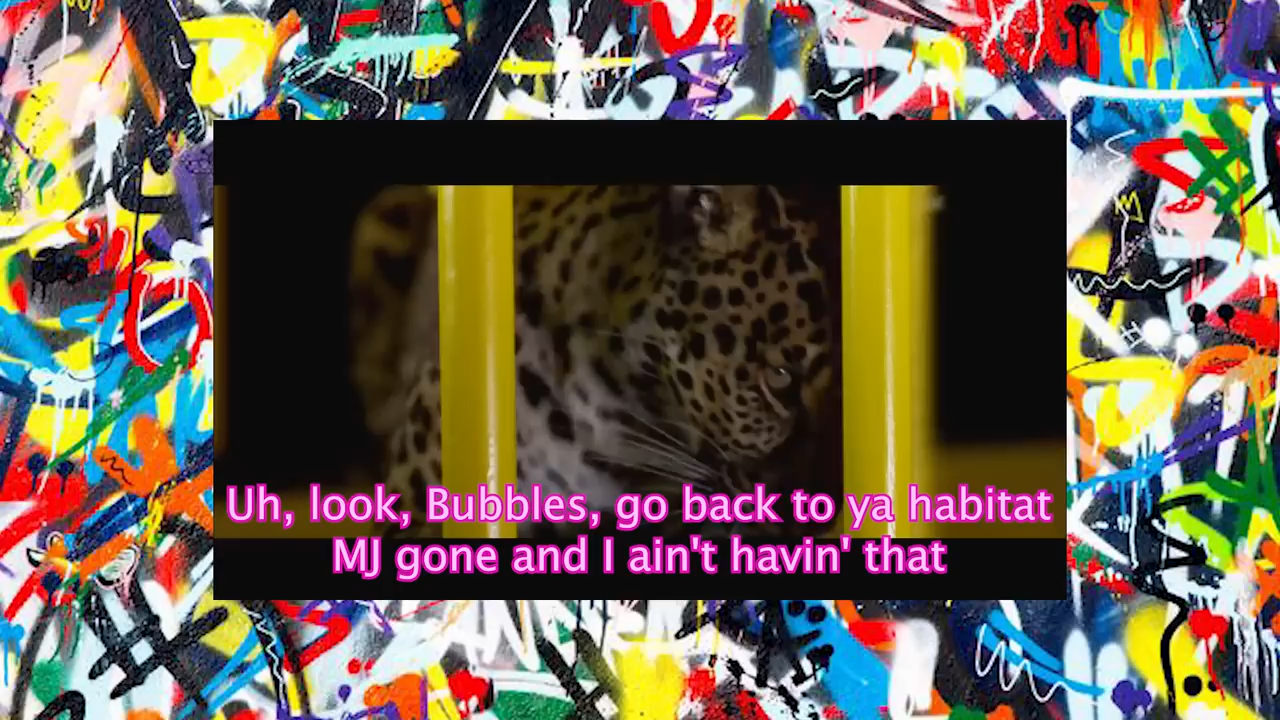 Uh, look, Bubbles, go back to ya habitat
MJ gone and I ain't havin' that